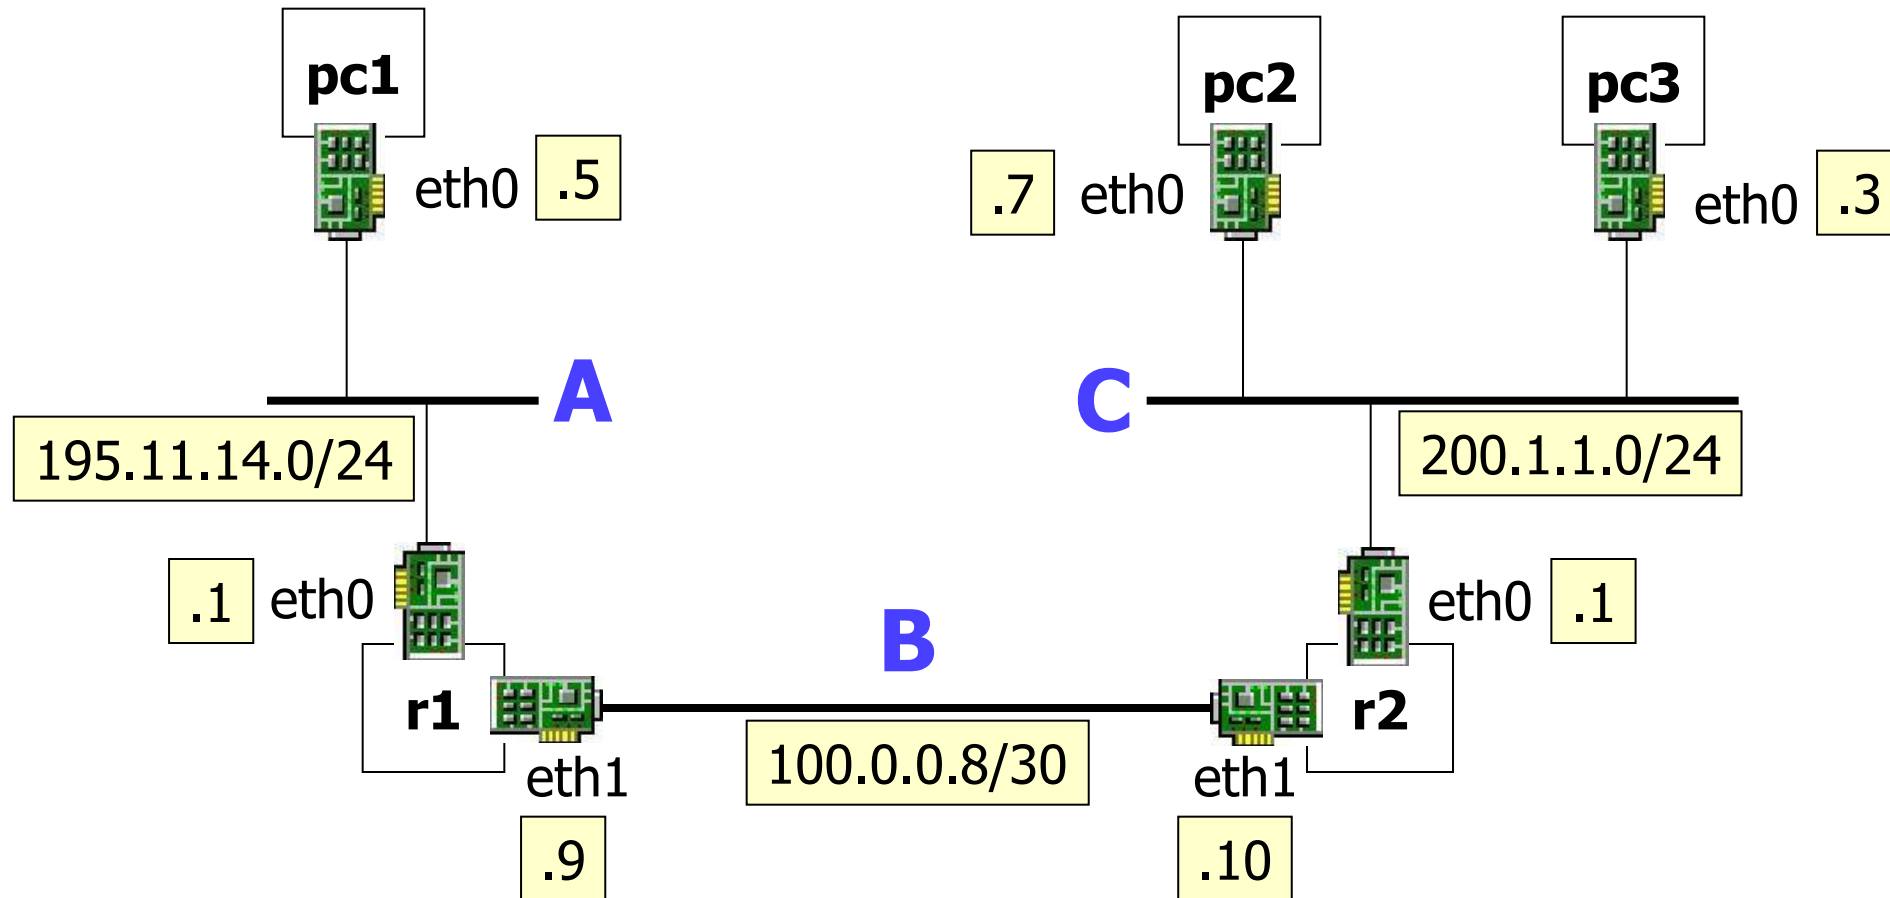 pc1
eth0
.5
pc2
.7
eth0
pc3
eth0
.3
A
195.11.14.0/24
C
200.1.1.0/24
.1
eth0
r1
eth1
.9
B
100.0.0.8/30
eth0
.1
r2
eth1
.10